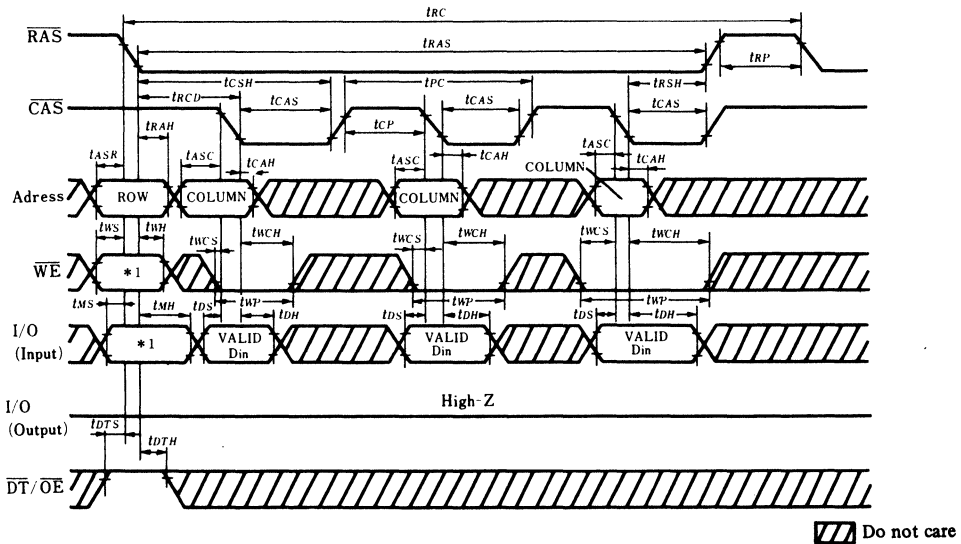 tRC
RAS
tRAS
tRP
tCSH
tPC
tRSH
tRCD
tCAS
tCAS
tCAS
CAS
tRAH
tCP
tASR
tASC
tCAH
tASC
tCAH
tASC
COLUMN
tCAH
Adress
ROW
COLUMN
COLUMN
tWS
tWH
tWCS
tWCH
tWCS
tWCH
tWCS
tWCH
WE
*1
tWP
tWP
tWP
tMS
tMH
tDS
tDH
tDS
tDH
tDS
tDH
I/O
(Input)
*1
VALID
Din
VALID
Din
VALID
Din
I/O
(Output)
High-Z
tDTS
tDTH
DT/OE
Do not care